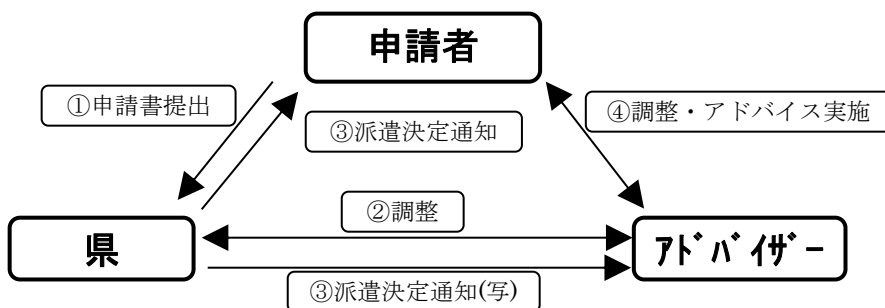 申請者
①申請書提出
③派遣決定通知
④調整・アドバイス実施
②調整
県
ｱﾄﾞﾊﾞｲｻﾞｰ
③派遣決定通知(写)